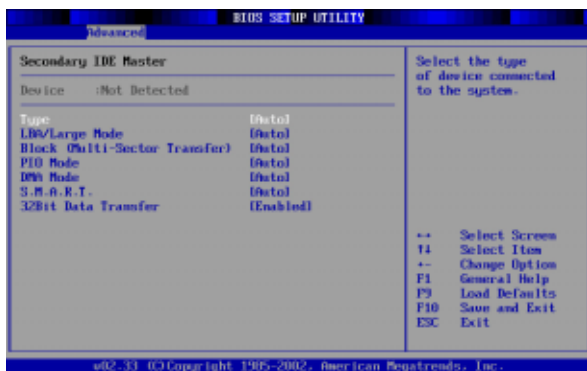 BIOS SETUP UTILITY
Advanced
Secondary IDE Master
Device :Not Detected
Type [Auto]
LBA/Large Mode [Auto]
Block (Multi-Sector Transfer) [Auto]
PIO Mode [Auto]
DMA Mode [Auto]
S.M.A.R.T. [Auto]
32Bit Data Transfer [Enabled]
Select the type
of device connected
to the system.
↔ Select Screen
↑↓ Select Item
+- Change Option
F1 General Help
F9 Load Defaults
F10 Save and Exit
ESC Exit
v02.33 (C)Copyright 1985-2002, American Megatrends, Inc.